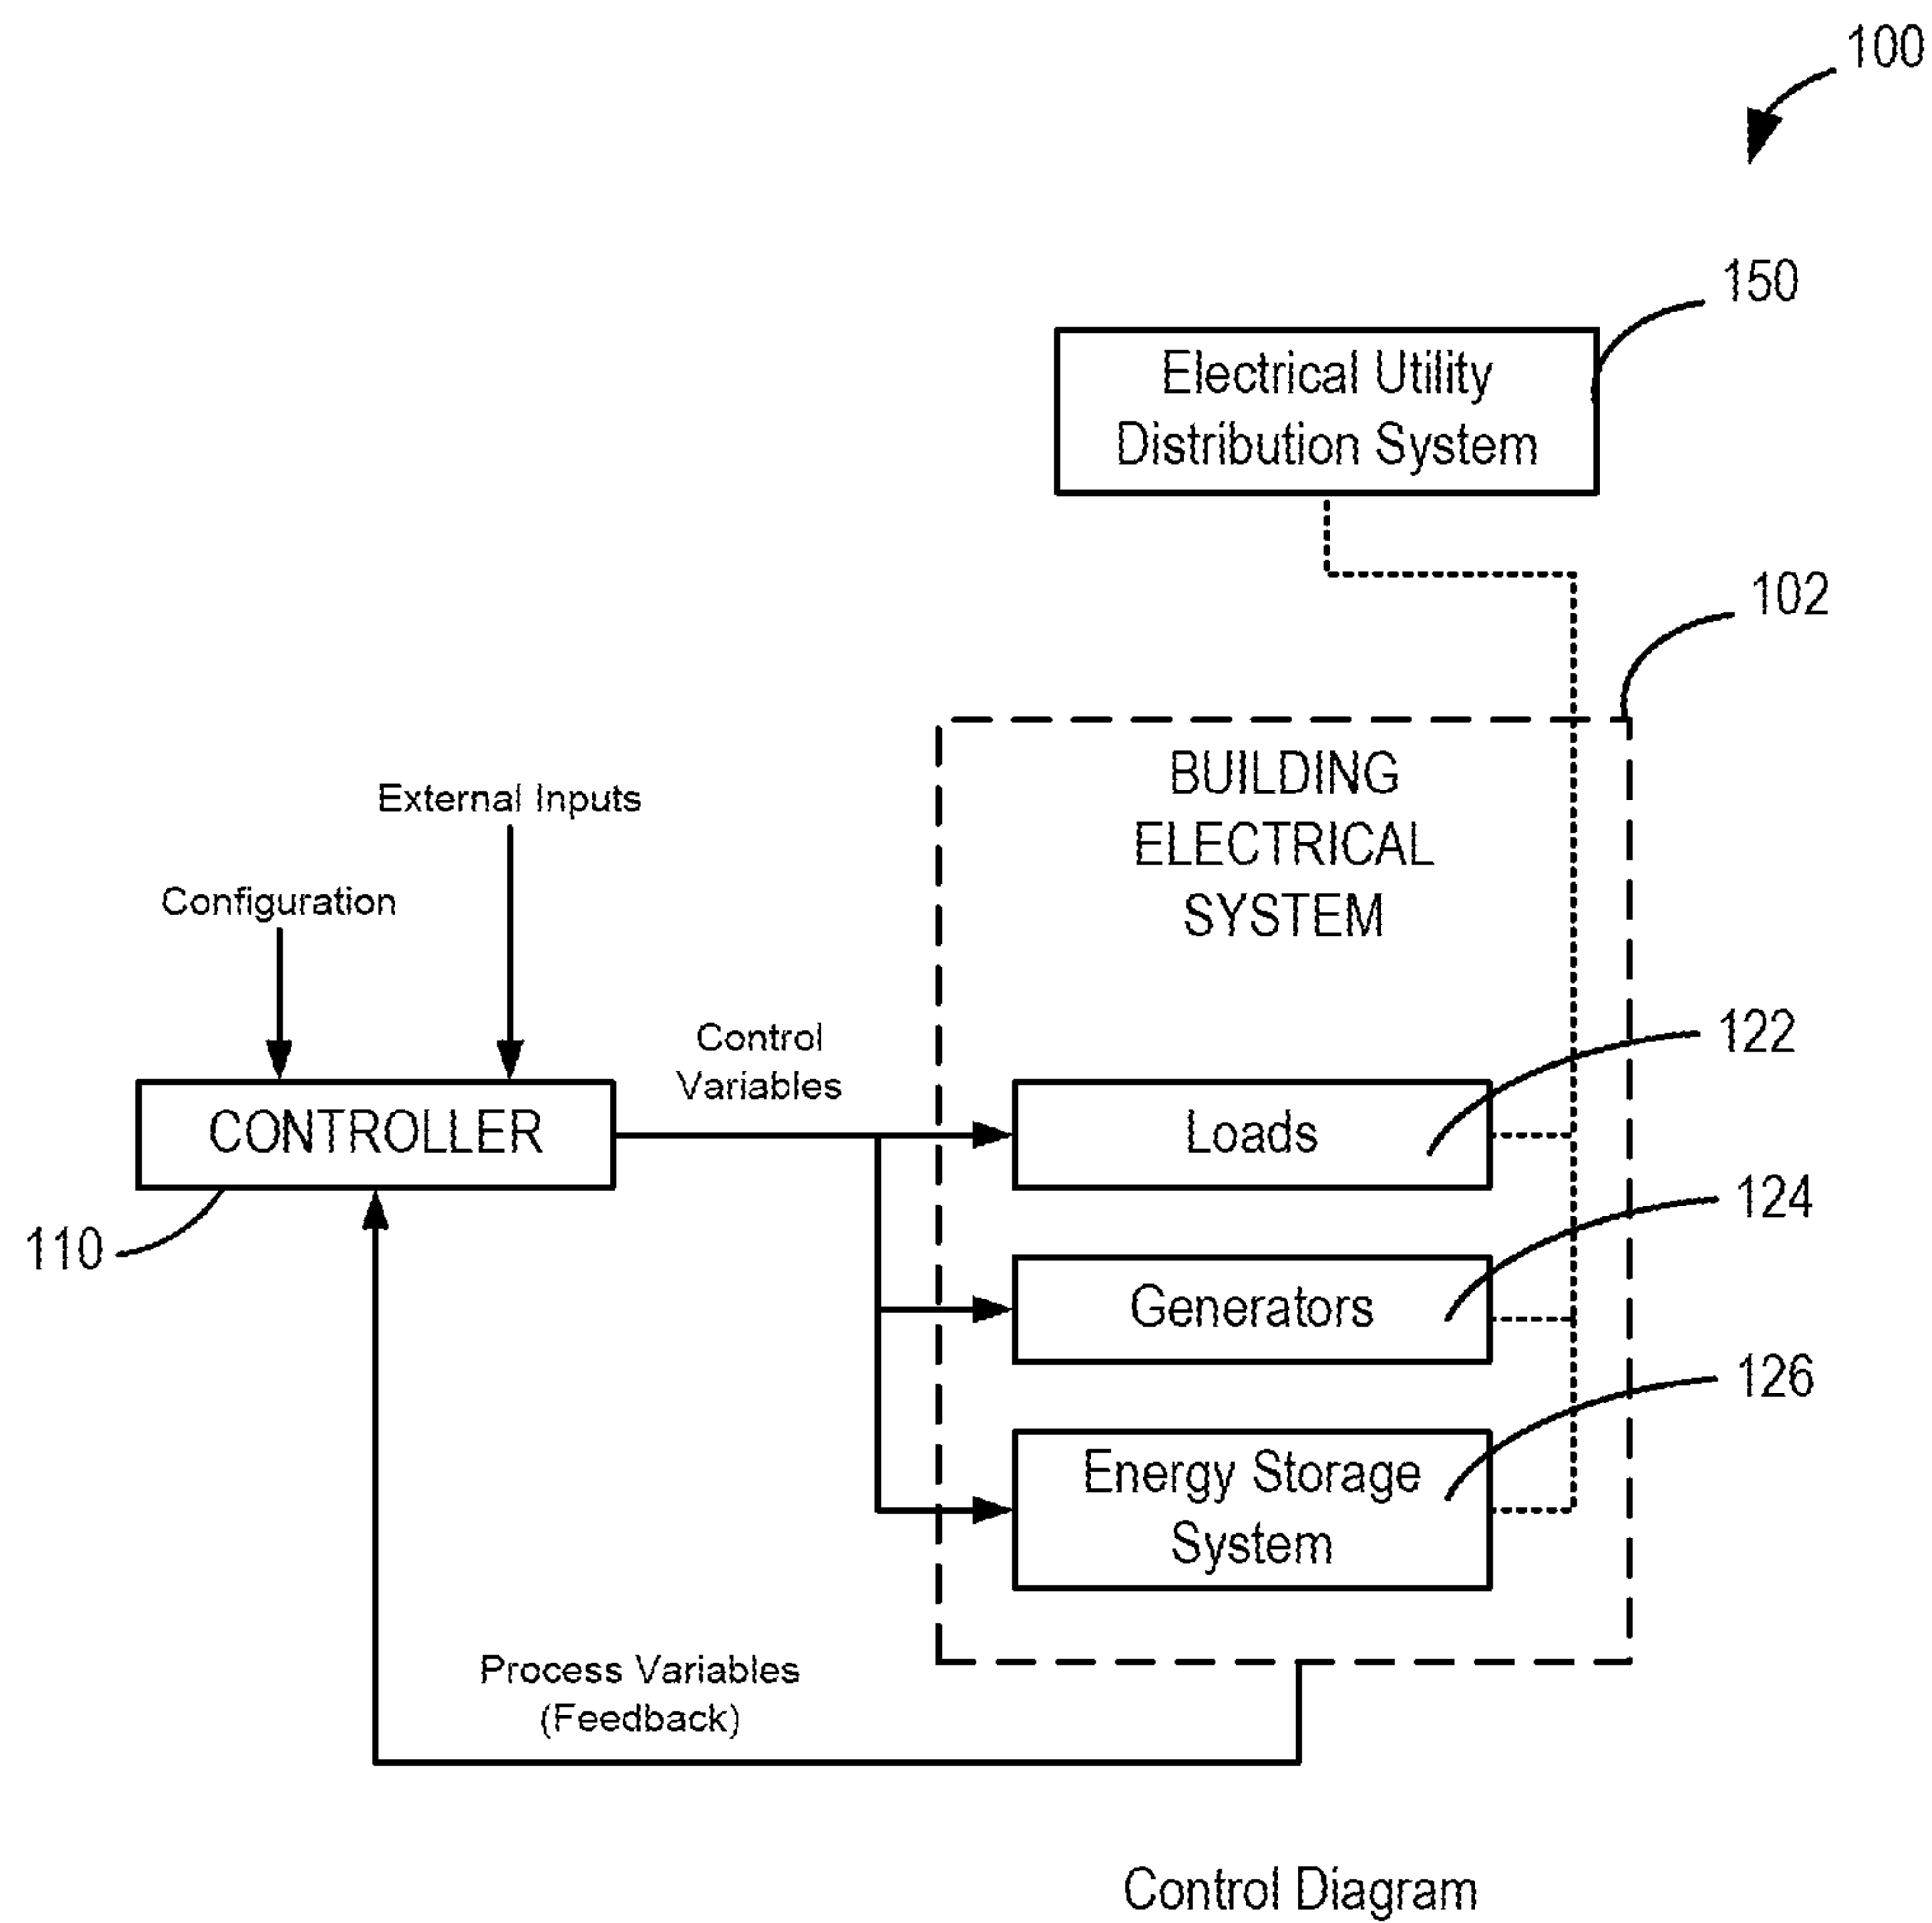 100
150
Electrical Utility
Distribution System
102
BUILDING
ELECTRICAL
SYSTEM
External Inputs
Configuration
Control
Variables
122
CONTROLLER
Loads
110
124
Generators
126
Energy Storage
System
Process Variables
(Feedback)
Control Diagram